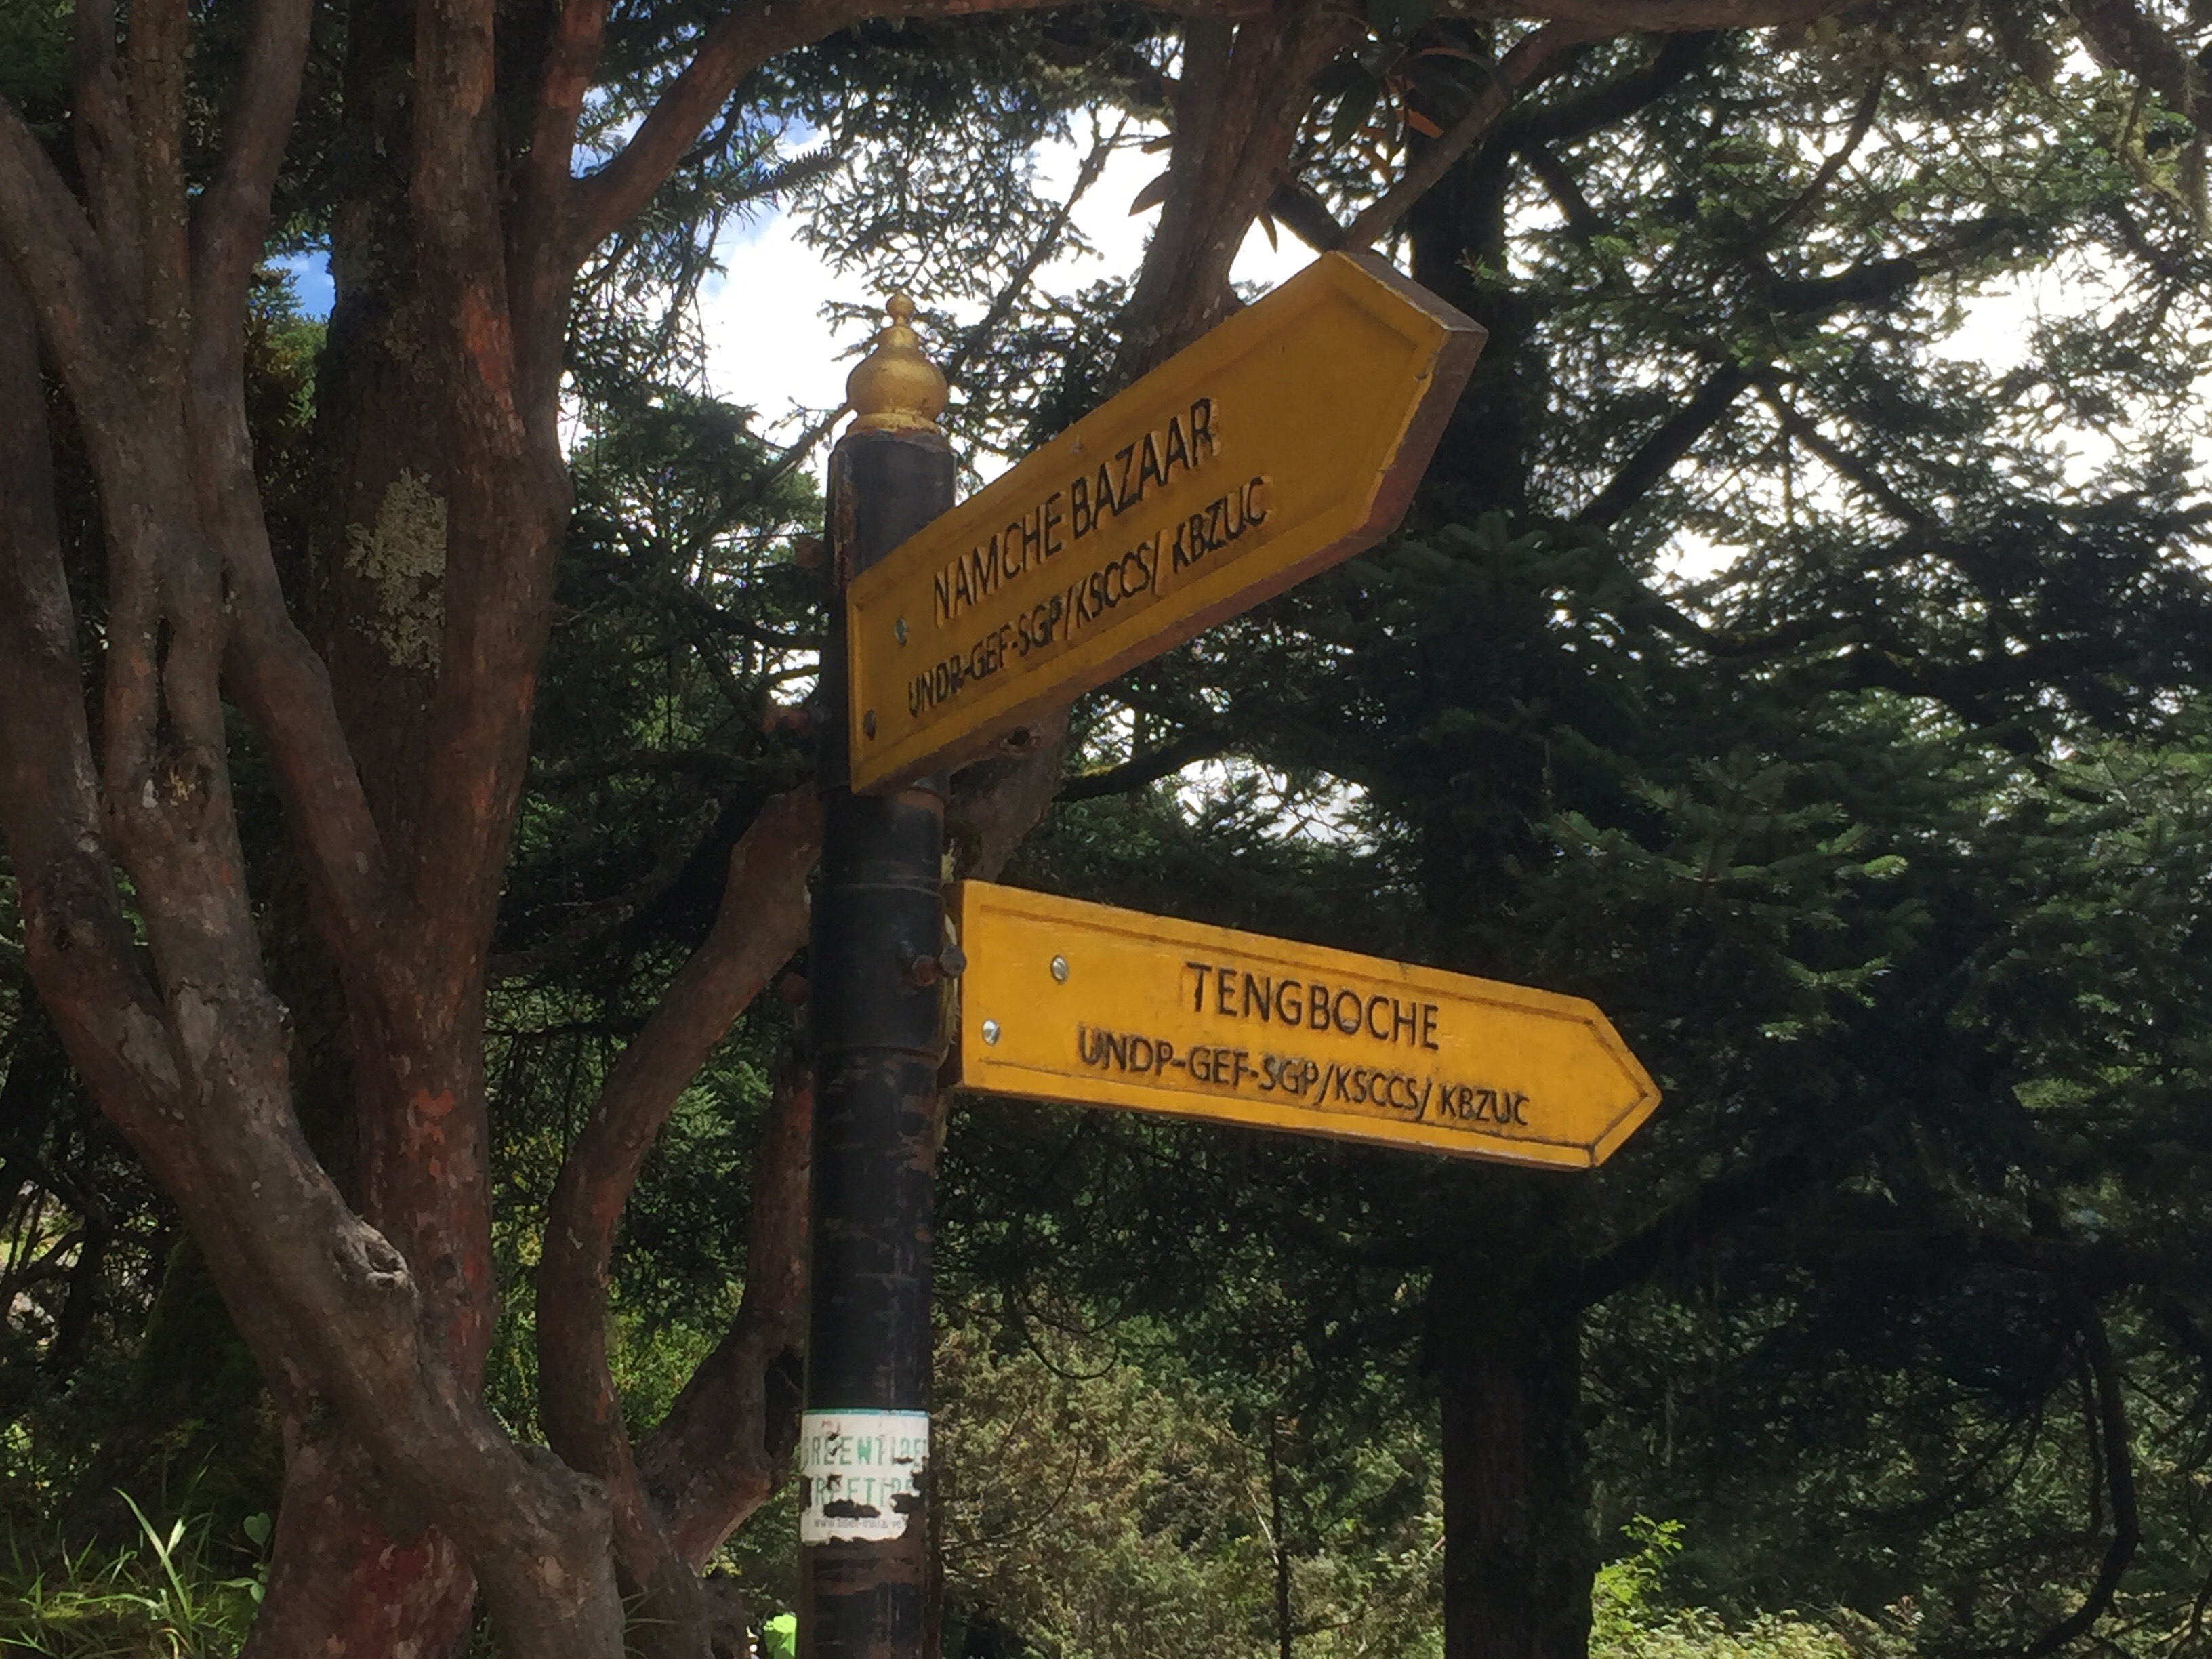 NAMCHE BAZAAR
UNDP-GEF-SGP/KSCCS/ KBZUC
TENGBOCHE
UNDP-GEF-SGP/KSCCS/ KBZUC